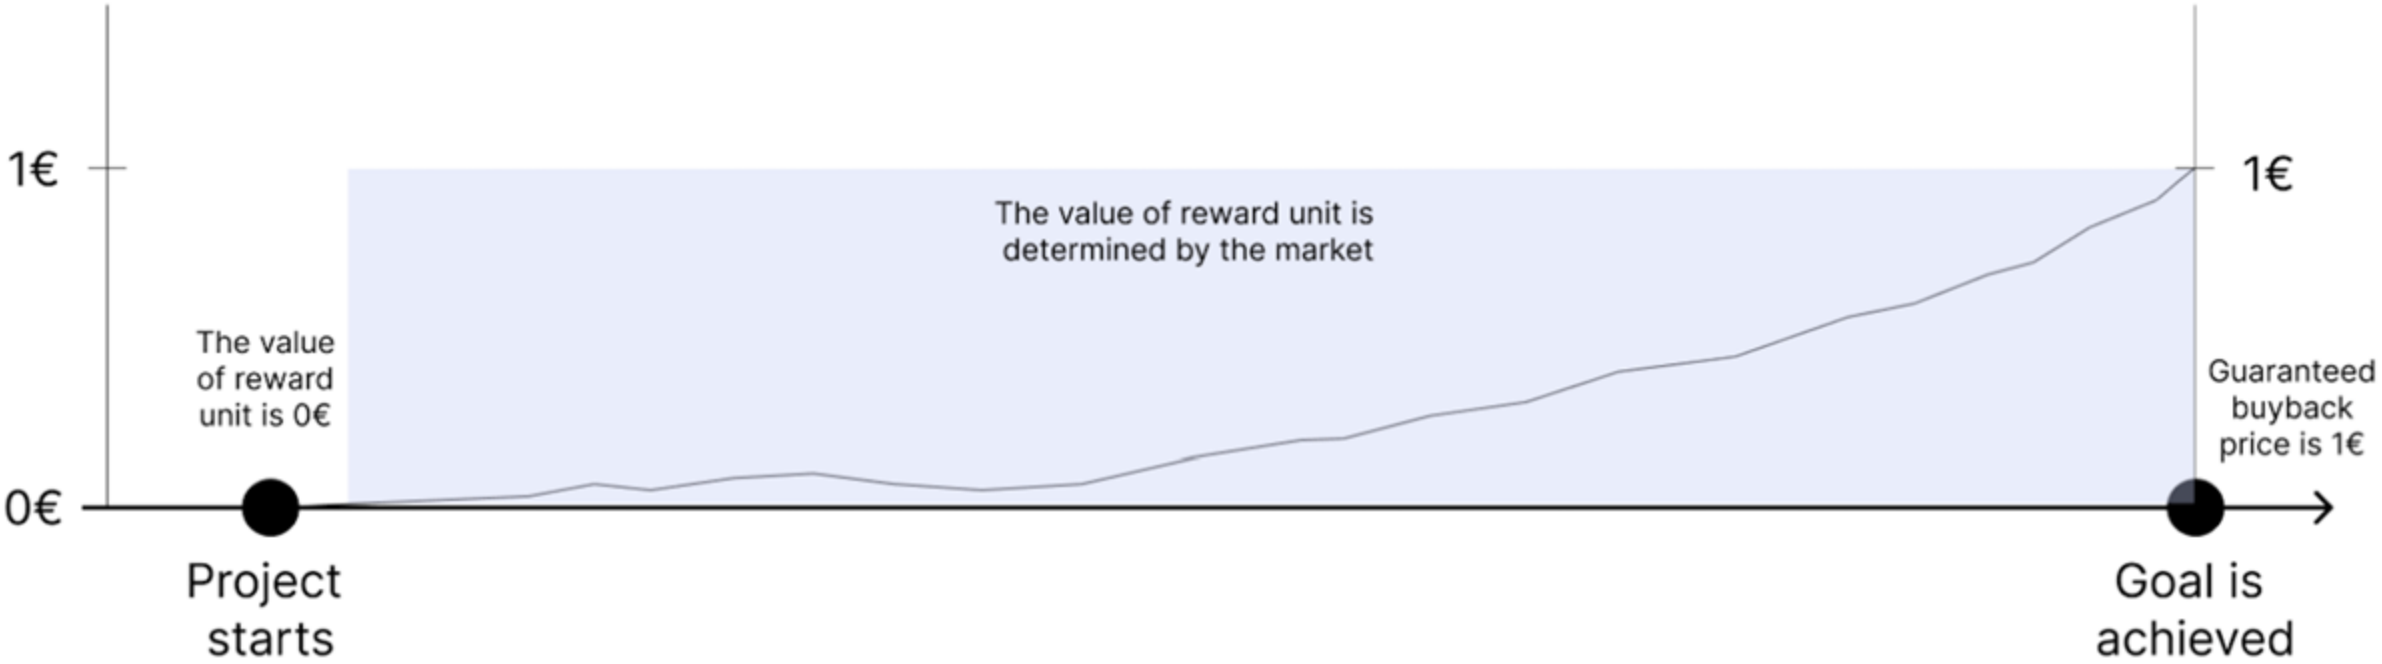 1€
The value of reward unit is
determined by the market
1€
The value
of reward
unit is 0€
Guaranteed
buyback
price is 1€
0€
Project
starts
Goal is
achieved